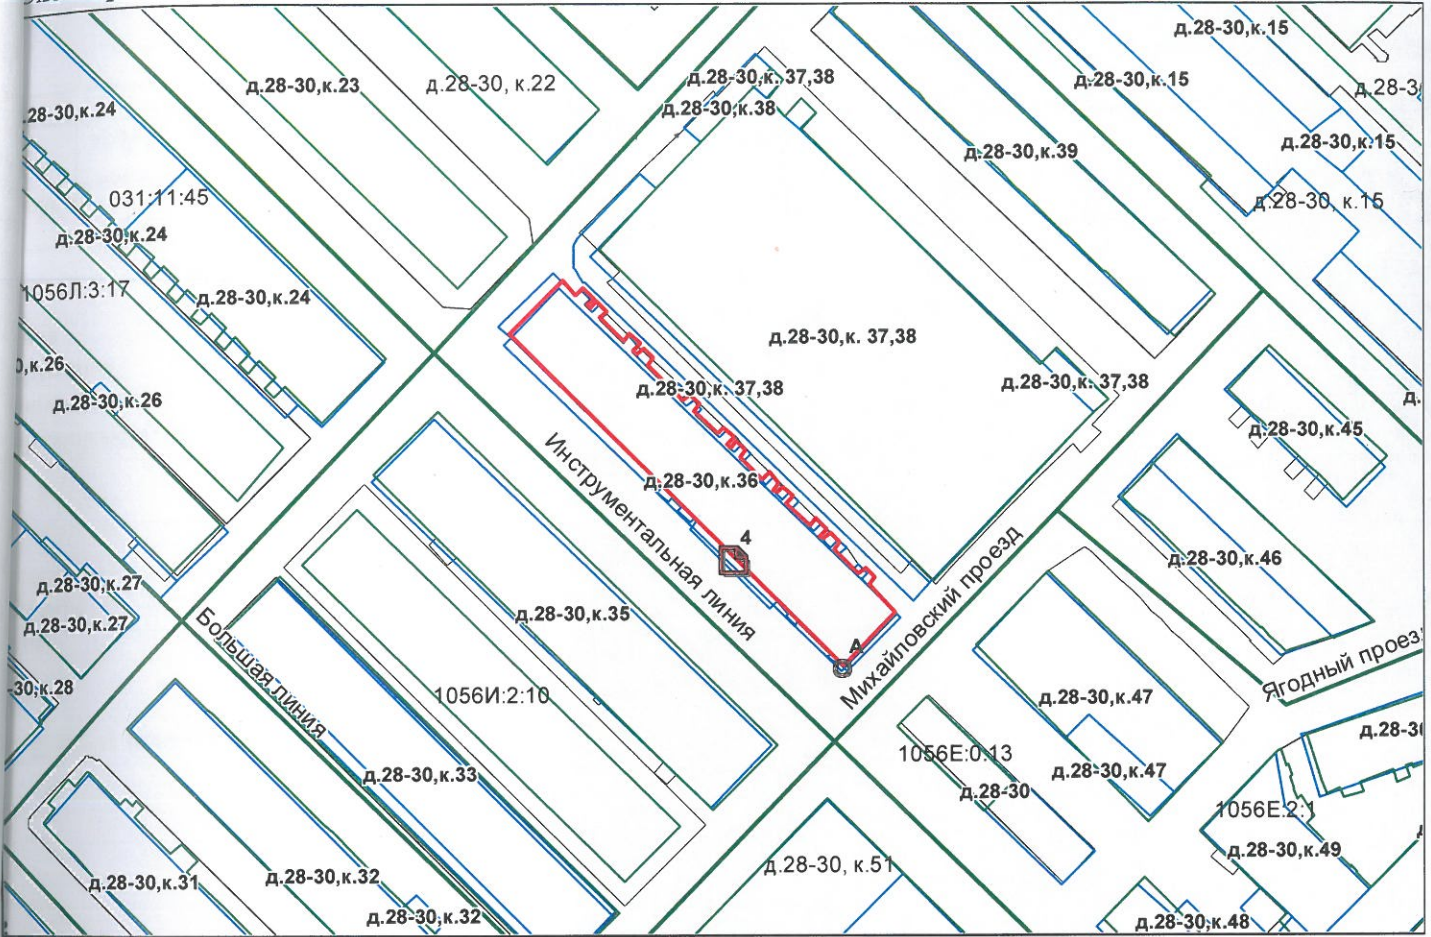 д.28-30,к.15
д.28-30,к. 37,38
д.28-30,к.15
д.28-30,к.23
д.28-30, к.22
д.28-3
.28-30,к.24
д.28-30,к.38
д.28-30,к.15
д.28-30,к.39
031:11:45
д.28-30, к.15
д.28-30,к.24
1056Л:3:17
д.28-30,к.24
д.28-30,к. 37,38
0,к.26
д.28-30,к. 37,38
д.28-30,к. 37,38
д.28-30,к.26
д.
д.28-30,к.45
д.28-30,к.36
Инструментальная линия
4
д.28-30,к.46
д.28-30,к.27
д.28-30,к.35
д.28-30,к.27
Михайловский проезд
А
Большая линия
Ягодный проез
-30,к.28
1056И:2:10
д.28-30,к.47
д.28-30
1056Е:0:13
д.28-30,к.33
д.28-30,к.47
д.28-30
1056Е:2:1
д.28-30,к.49
д.28-30, к.51
д.28-30,к.31
д.28-30,к.32
д.28-30,к.32
д.28-30,к.48